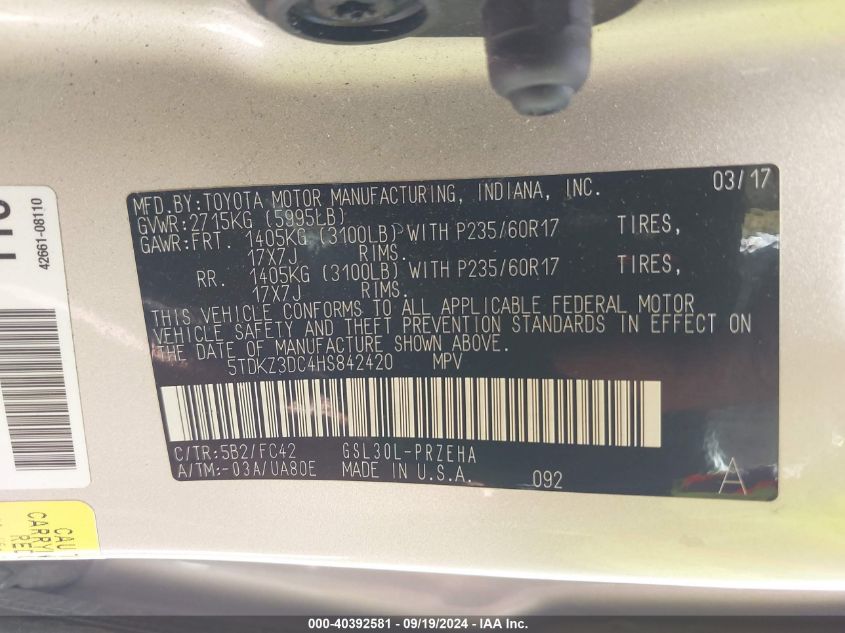 MFD.BY:TOYOTA MOTOR MANUFACTURING, INDIANA, INC. 03/17
GVWR:2715KG (5995LB)
GAWR:FRT. 1405KG (3100LB) WITH P235/60R17 TIRES,
17X7J RIMS.
RR. 1405KG (3100LB) WITH P235/60R17 TIRES,
17X7J RIMS.
THIS VEHICLE CONFORMS TO ALL APPLICABLE FEDERAL MOTOR
VEHICLE SAFETY AND THEFT PREVENTION STANDARDS IN EFFECT ON
THE DATE OF MANUFACTURE SHOWN ABOVE.
5TDKZ3DC4HS842420 MPV
C/TR:5B2/FC42 GSL30L-PRZEHA
A/TM:-03A/UA80E MADE IN U.S.A. 092 A
42661-08110
CAU
CARRYI
RED
000-40392581 - 09/19/2024 - IAA, Inc.